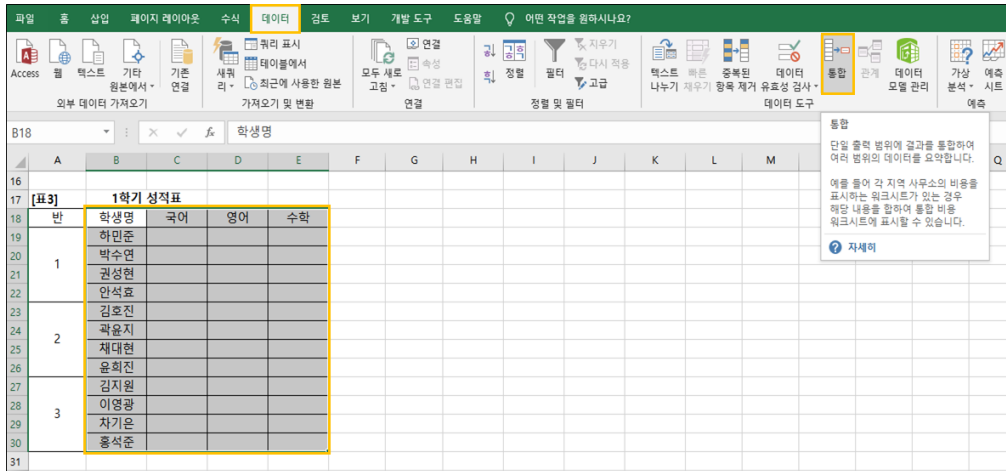 파일 홈 삽입 페이지 레이아웃 수식 데이터 검토 보기 개발 도구 도움말 어떤 작업을 원하시나요?
Access 웹 텍스트 기타 원본에서 기존 연결
외부 데이터 가져오기
새 쿼리 쿼리 표시
테이블에서
최근에 사용한 원본
가져오기 및 변환
모두 새로 고침 연결
속성
연결 편집
연결
정렬 필터 지우기
다시 적용
고급
정렬 및 필터
텍스트 나누기 빠른 채우기 중복된 항목 제거 데이터 유효성 검사 통합 관계 데이터 모델 관리
데이터 도구
가상 분석 예측 시트
예측
B18 fx 학생명
A B C D E F G H I J K L M Q
16
17 [표3] 1학기 성적표
18 반 학생명 국어 영어 수학
19 하민준
20 박수연
1
21 권성현
22 안석효
23 김호진
24 곽윤지
2
25 채대현
26 윤희진
27 김지원
28 이영광
3
29 차기은
30 홍석준
31
통합
단일 출력 범위에 결과를 통합하여
여러 범위의 데이터를 요약합니다.
예를 들어 각 지역 사무소의 비용을
표시하는 워크시트가 있는 경우
해당 내용을 합하여 통합 비용
워크시트에 표시할 수 있습니다.
자세히